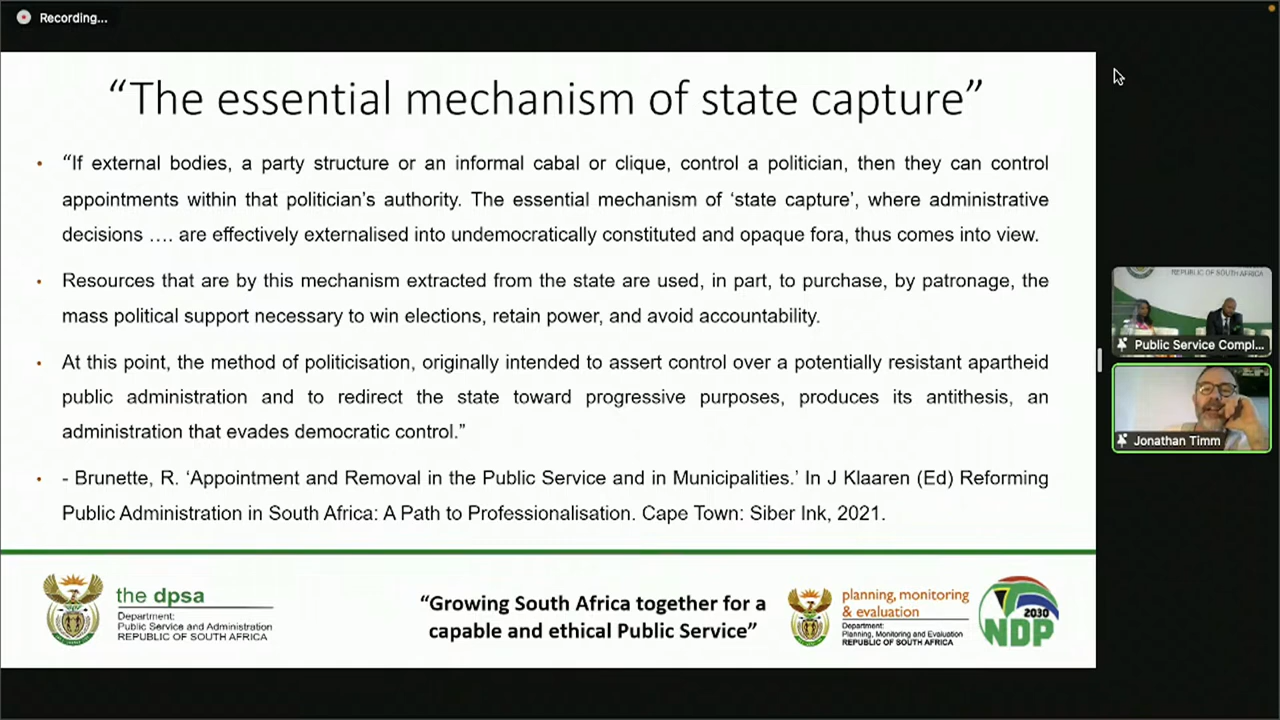 Recording...
“The essential mechanism of state capture”
• “If external bodies, a party structure or an informal cabal or clique, control a politician, then they can control
appointments within that politician’s authority. The essential mechanism of ‘state capture’, where administrative
decisions …. are effectively externalised into undemocratically constituted and opaque fora, thus comes into view.
• Resources that are by this mechanism extracted from the state are used, in part, to purchase, by patronage, the
mass political support necessary to win elections, retain power, and avoid accountability.
• At this point, the method of politicisation, originally intended to assert control over a potentially resistant apartheid
public administration and to redirect the state toward progressive purposes, produces its antithesis, an
administration that evades democratic control.”
• - Brunette, R. ‘Appointment and Removal in the Public Service and in Municipalities.’ In J Klaaren (Ed) Reforming
Public Administration in South Africa: A Path to Professionalisation. Cape Town: Siber Ink, 2021.
the dpsa
Department:
Public Service and Administration
REPUBLIC OF SOUTH AFRICA
“Growing South Africa together for a
capable and ethical Public Service”
planning, monitoring
& evaluation
Department:
Planning, Monitoring and Evaluation
REPUBLIC OF SOUTH AFRICA
2030
NDP
REPUBLIC OF SOUTH AFRICA
Public Service Compl...
Jonathan Timm